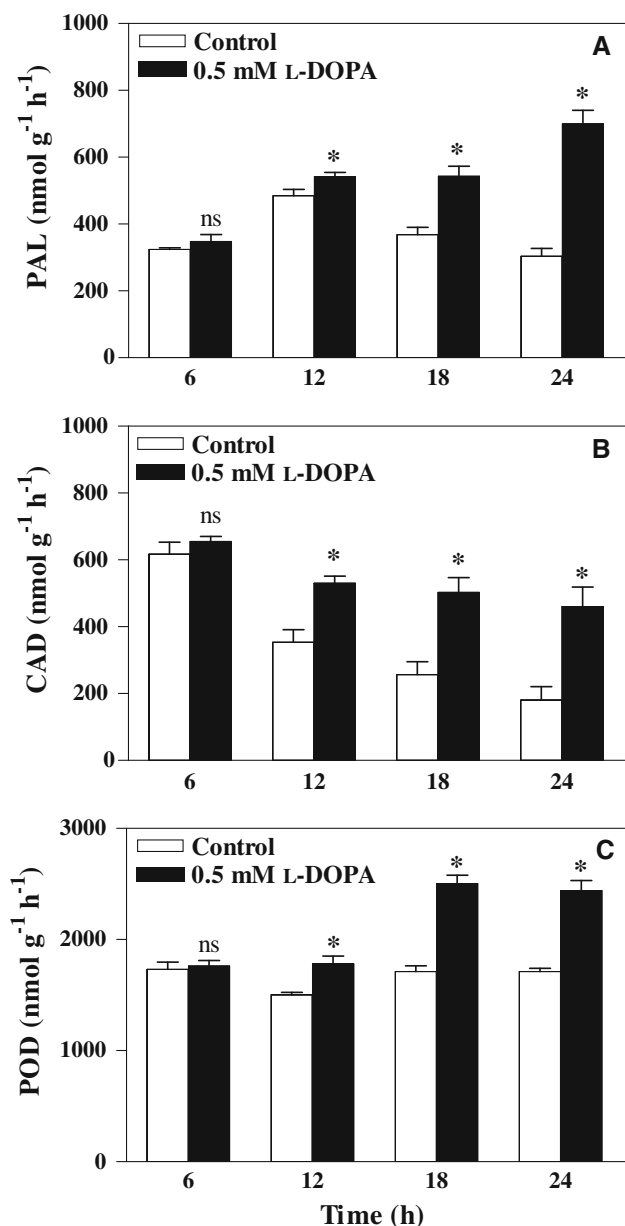 1000
Control
A
0.5 mM L-DOPA
800
*
*
*
600
PAL (nmol g⁻¹ h⁻¹)
400
ns
200
0
6 12 18 24
1000
Control
B
0.5 mM L-DOPA
800
ns
600
*
*
*
CAD (nmol g⁻¹ h⁻¹)
400
200
0
6 12 18 24
3000
Control
C
0.5 mM L-DOPA
*
*
ns
*
2000
POD (nmol g⁻¹ h⁻¹)
1000
0
6 12 18 24
Time (h)